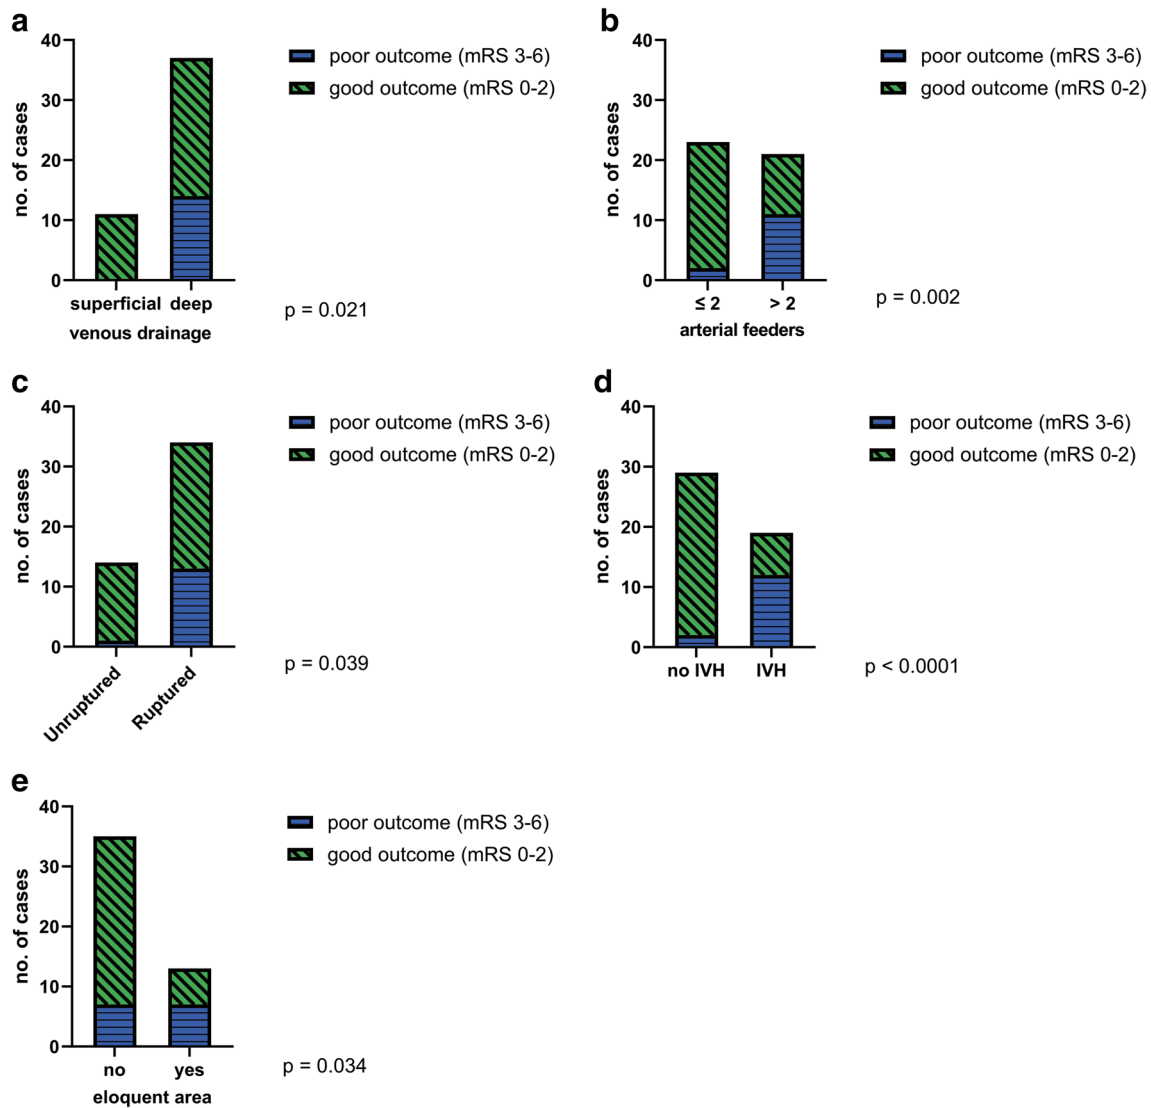 a
40
30
20
10
0
no. of cases
superficial deep
venous drainage
poor outcome (mRS 3-6)
good outcome (mRS 0-2)
p = 0.021
b
40
30
20
10
0
no. of cases
≤ 2 > 2
arterial feeders
poor outcome (mRS 3-6)
good outcome (mRS 0-2)
p = 0.002
c
40
30
20
10
0
no. of cases
Unruptured
Ruptured
poor outcome (mRS 3-6)
good outcome (mRS 0-2)
p = 0.039
d
40
30
20
10
0
no. of cases
no IVH IVH
poor outcome (mRS 3-6)
good outcome (mRS 0-2)
p < 0.0001
e
40
30
20
10
0
no. of cases
no yes
eloquent area
poor outcome (mRS 3-6)
good outcome (mRS 0-2)
p = 0.034